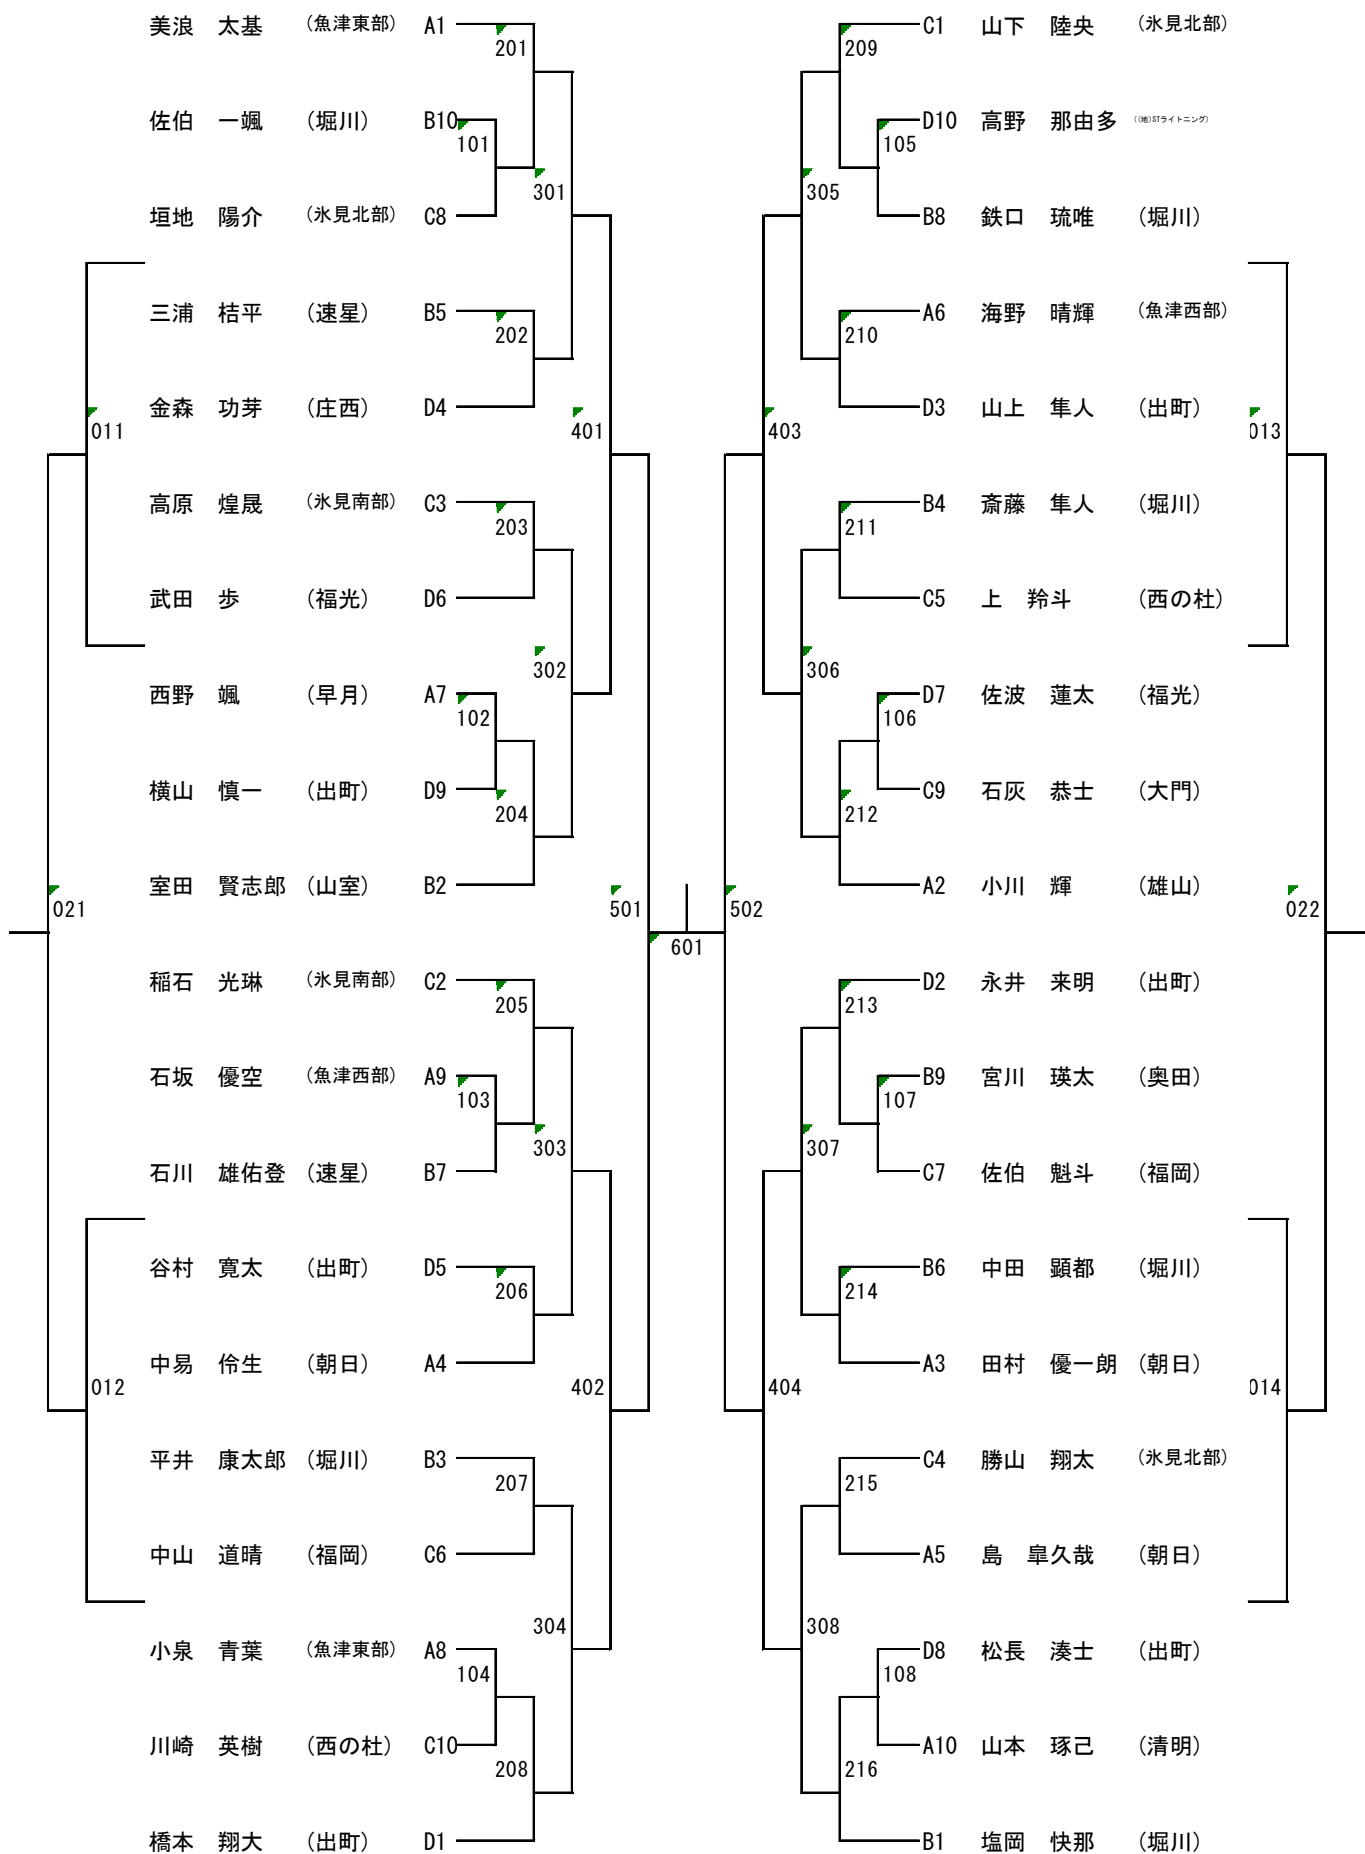 美浪 太基 (魚津東部) A1
201
佐伯 一颯 (堀川) B10
101
301
垣地 陽介 (氷見北部) C8
三浦 桔平 (速星) B5
202
金森 功芽 (庄西) D4
011
401
高原 煌晟 (氷見南部) C3
203
武田 歩 (福光) D6
302
西野 颯 (早月) A7
102
横山 慎一 (出町) D9
204
室田 賢志郎 (山室) B2
021
501
601
稲石 光琳 (氷見南部) C2
205
石坂 優空 (魚津西部) A9
103
303
石川 雄佑登 (速星) B7
谷村 寛太 (出町) D5
206
中易 伶生 (朝日) A4
012
402
平井 康太郎 (堀川) B3
207
中山 道晴 (福岡) C6
304
小泉 青葉 (魚津東部) A8
104
川崎 英樹 (西の杜) C10
208
橋本 翔大 (出町) D1
C1 山下 陸央 (氷見北部)
209
D10 高野 那由多 ((地)STライトニング)
105
305
B8 鉄口 琉唯 (堀川)
A6 海野 晴輝 (魚津西部)
210
D3 山上 隼人 (出町)
403
013
B4 斎藤 隼人 (堀川)
211
C5 上 羚斗 (西の杜)
306
D7 佐波 蓮太 (福光)
106
C9 石灰 恭士 (大門)
212
A2 小川 輝 (雄山)
502
022
D2 永井 来明 (出町)
213
B9 宮川 瑛太 (奥田)
107
307
C7 佐伯 魁斗 (福岡)
B6 中田 顕都 (堀川)
214
A3 田村 優一朗 (朝日)
404
014
C4 勝山 翔太 (氷見北部)
215
A5 島 皐久哉 (朝日)
308
D8 松長 湊士 (出町)
108
A10 山本 琢己 (清明)
216
B1 塩岡 快那 (堀川)